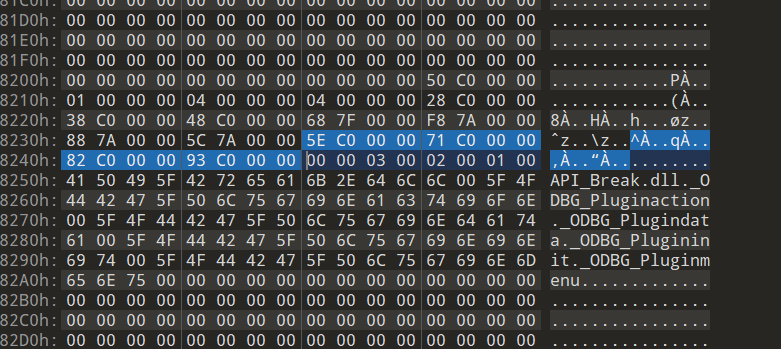 81C0h: 00 00 00 00 00 00 00 00 00 00 00 00 00 00 00 00 ................
81D0h: 00 00 00 00 00 00 00 00 00 00 00 00 00 00 00 00 ................
81E0h: 00 00 00 00 00 00 00 00 00 00 00 00 00 00 00 00 ................
81F0h: 00 00 00 00 00 00 00 00 00 00 00 00 00 00 00 00 ................
8200h: 00 00 00 00 00 00 00 00 00 00 00 00 50 C0 00 00 ............PÀ..
8210h: 01 00 00 00 04 00 00 00 04 00 00 00 28 C0 00 00 ............(À..
8220h: 38 C0 00 00 48 C0 00 00 68 7F 00 00 F8 7A 00 00 8À..HÀ..h...øz..
8230h: 88 7A 00 00 5C 7A 00 00 5E C0 00 00 71 C0 00 00 ˆz..\z..^À..qÀ..
8240h: 82 C0 00 00 93 C0 00 00 00 00 03 00 02 00 01 00 ‚À..“À..........
8250h: 41 50 49 5F 42 72 65 61 6B 2E 64 6C 6C 00 5F 4F API_Break.dll._O
8260h: 44 42 47 5F 50 6C 75 67 69 6E 61 63 74 69 6F 6E DBG_Pluginaction
8270h: 00 5F 4F 44 42 47 5F 50 6C 75 67 69 6E 64 61 74 ._ODBG_Plugindat
8280h: 61 00 5F 4F 44 42 47 5F 50 6C 75 67 69 6E 69 6E a._ODBG_Pluginin
8290h: 69 74 00 5F 4F 44 42 47 5F 50 6C 75 67 69 6E 6D it._ODBG_Pluginm
82A0h: 65 6E 75 00 00 00 00 00 00 00 00 00 00 00 00 00 enu.............
82B0h: 00 00 00 00 00 00 00 00 00 00 00 00 00 00 00 00 ................
82C0h: 00 00 00 00 00 00 00 00 00 00 00 00 00 00 00 00 ................
82D0h: 00 00 00 00 00 00 00 00 00 00 00 00 00 00 00 00 ................